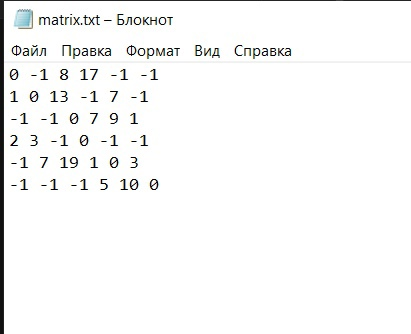 matrix.txt – Блокнот
Файл Правка Формат Вид Справка
0 -1 8 17 -1 -1
1 0 13 -1 7 -1
-1 -1 0 7 9 1
2 3 -1 0 -1 -1
-1 7 19 1 0 3
-1 -1 -1 5 10 0